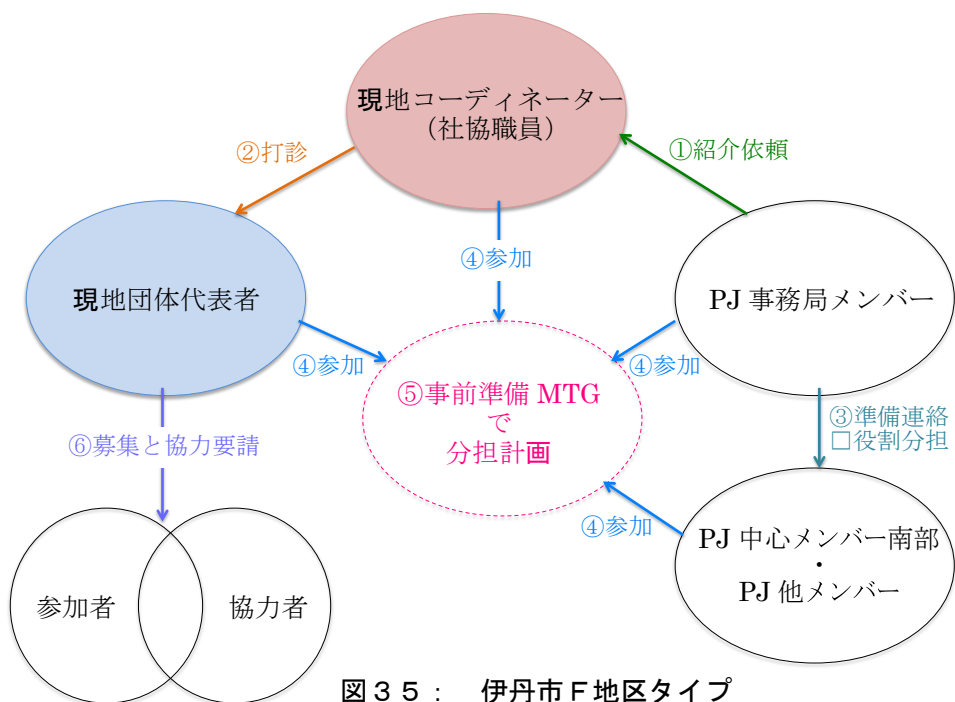 現地コーディネーター
（社協職員）
②打診
①紹介依頼
④参加
現地団体代表者
PJ 事務局メンバー
④参加
④参加
⑤事前準備 MTG
で
分担計画
③準備連絡
□役割分担
⑥募集と協力要請
④参加
PJ 中心メンバー南部
・
PJ 他メンバー
参加者
協力者
図３５： 伊丹市Ｆ地区タイプ